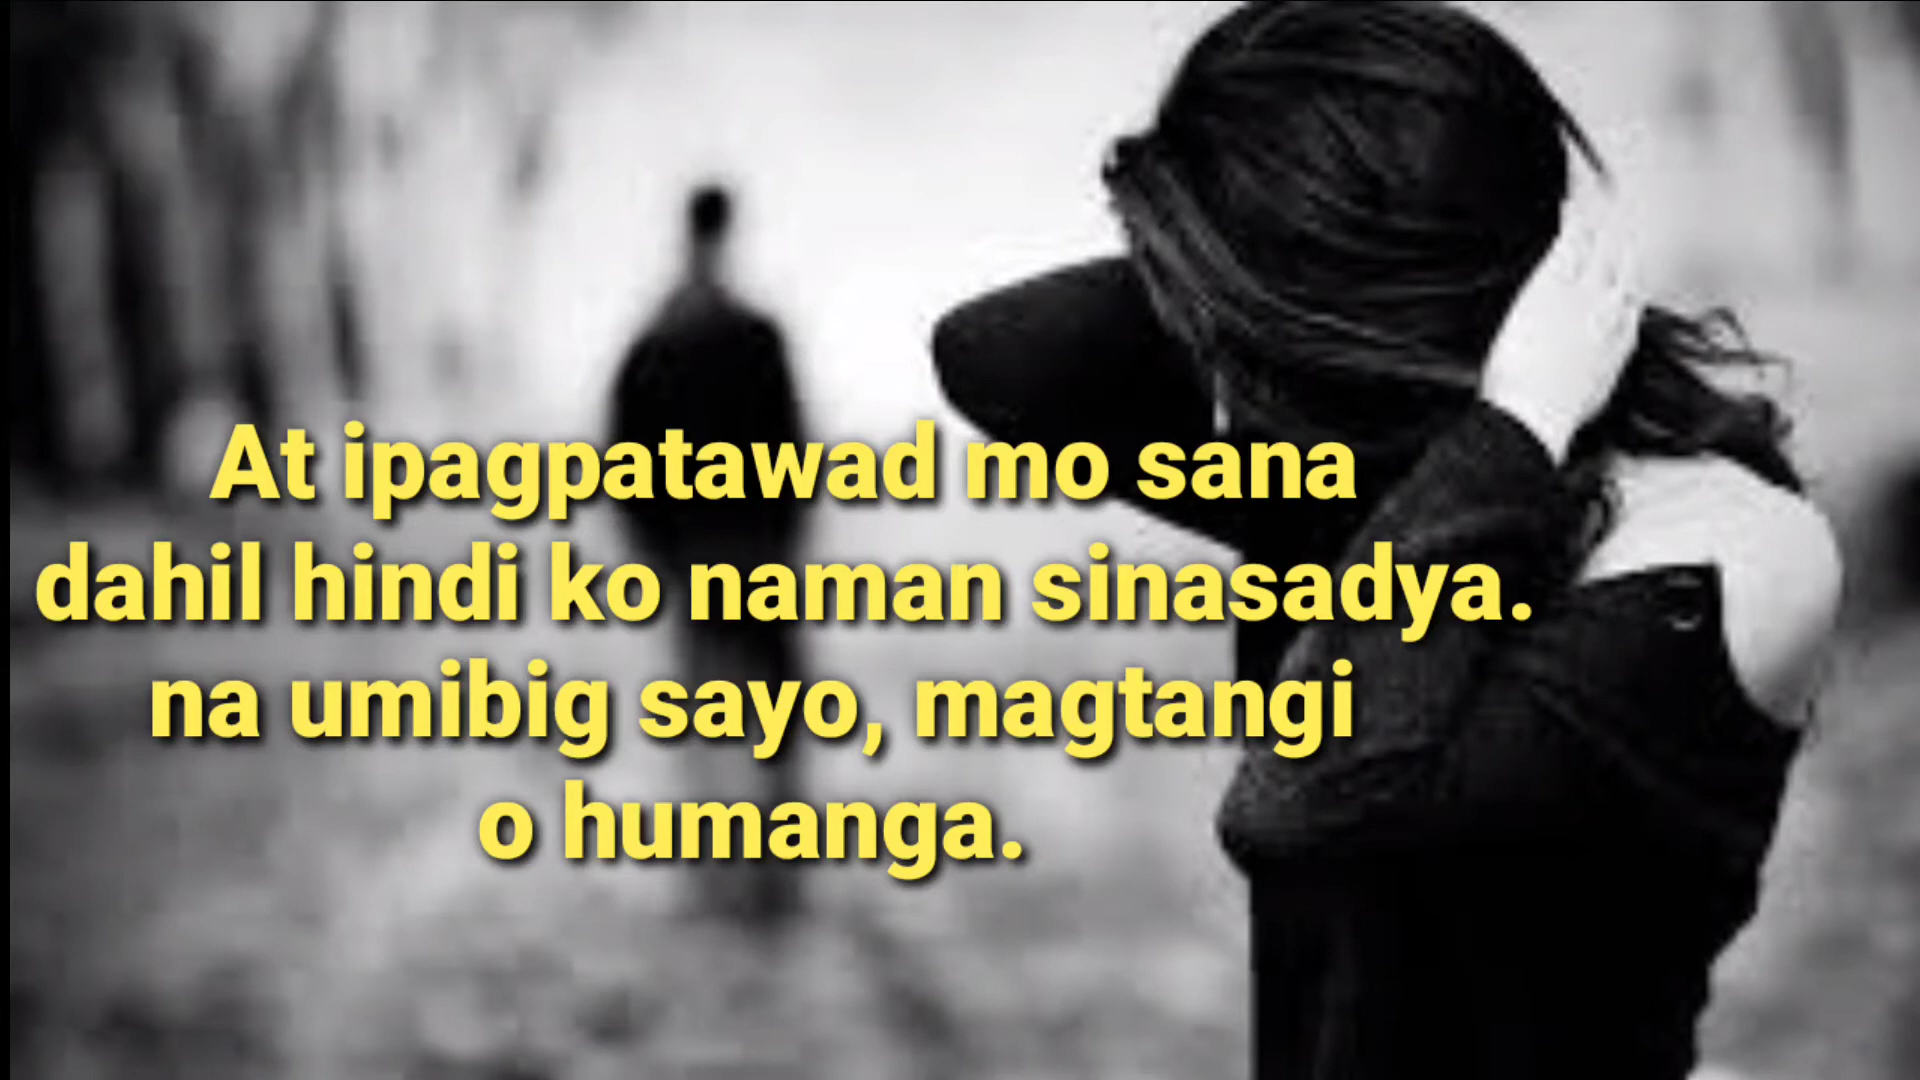 At ipagpatawad mo sana
dahil hindi ko naman sinasadya.
na umibig sayo, magtangi
o humanga.